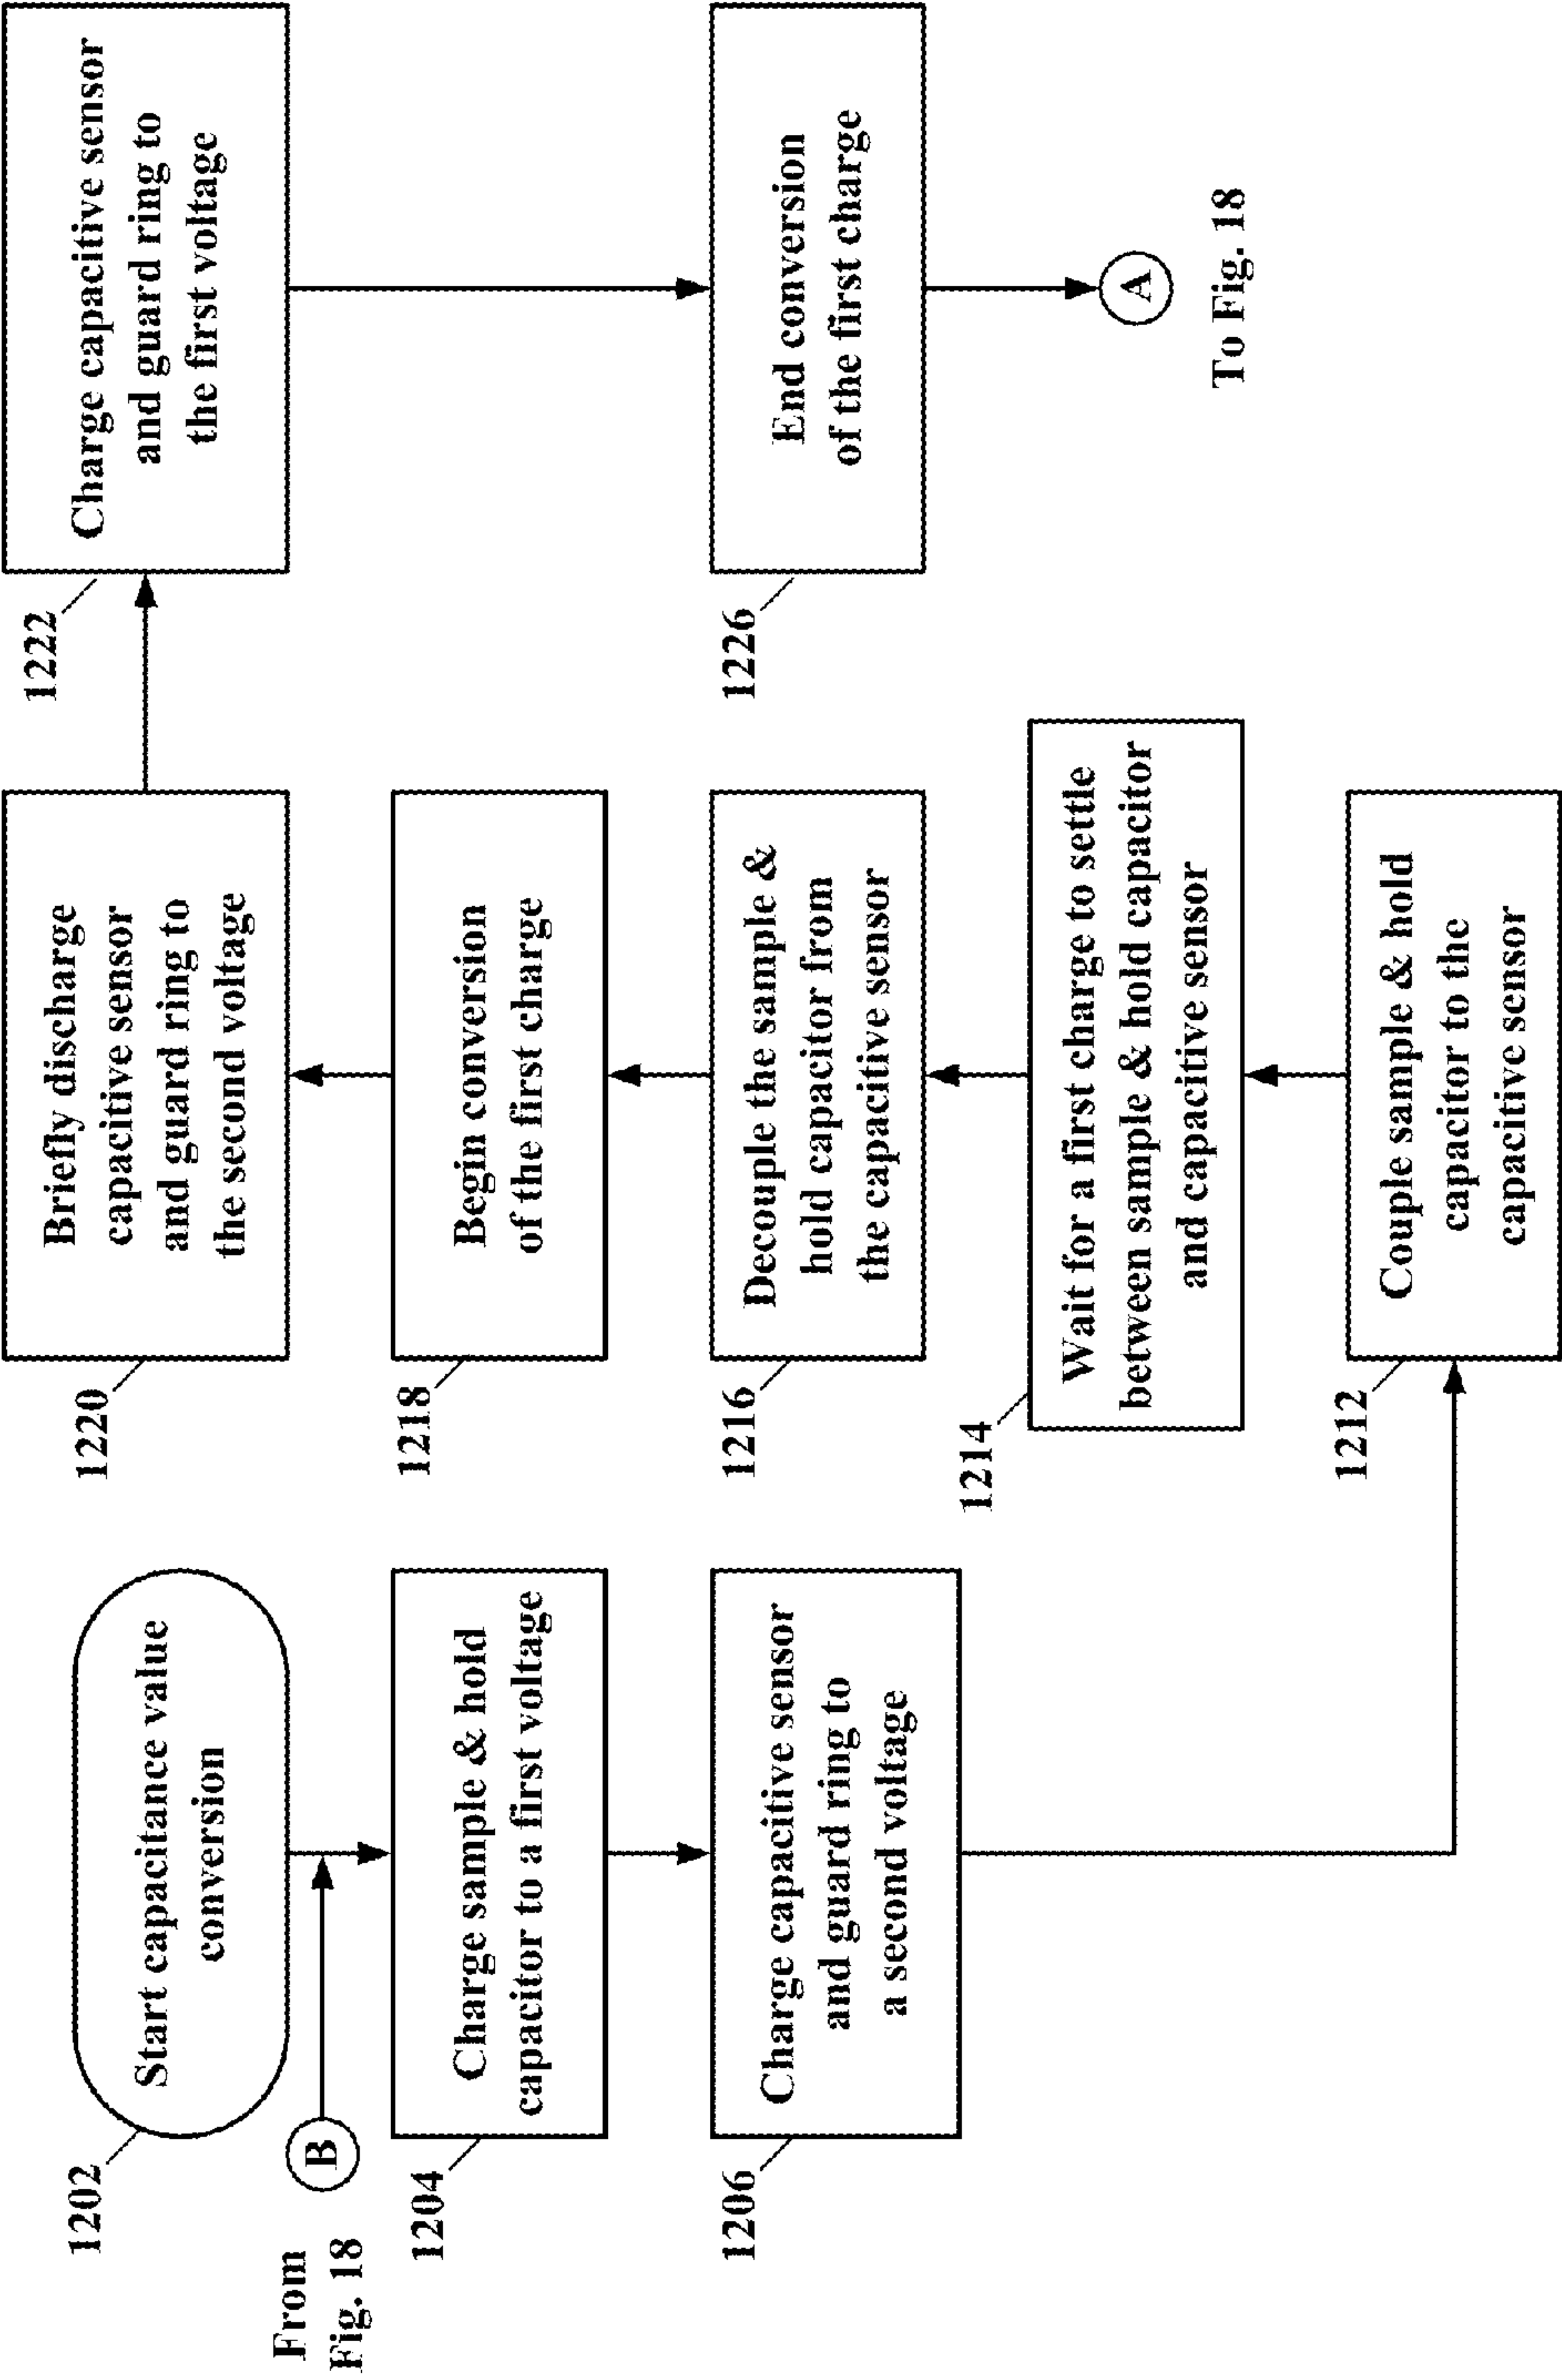 1202
Start capacitance value
conversion
From
Fig. 18
B
1204
Charge sample & hold
capacitor to a first voltage
1206
Charge capacitive sensor
and guard ring to
a second voltage
1212
Couple sample & hold
capacitor to the
capacitive sensor
1214
Wait for a first charge to settle
between sample & hold capacitor
and capacitive sensor
1216
Decouple the sample &
hold capacitor from
the capacitive sensor
1218
Begin conversion
of the first charge
1220
Briefly discharge
capacitive sensor
and guard ring to
the second voltage
1222
Charge capacitive sensor
and guard ring to
the first voltage
1226
End conversion
of the first charge
A
To Fig. 18